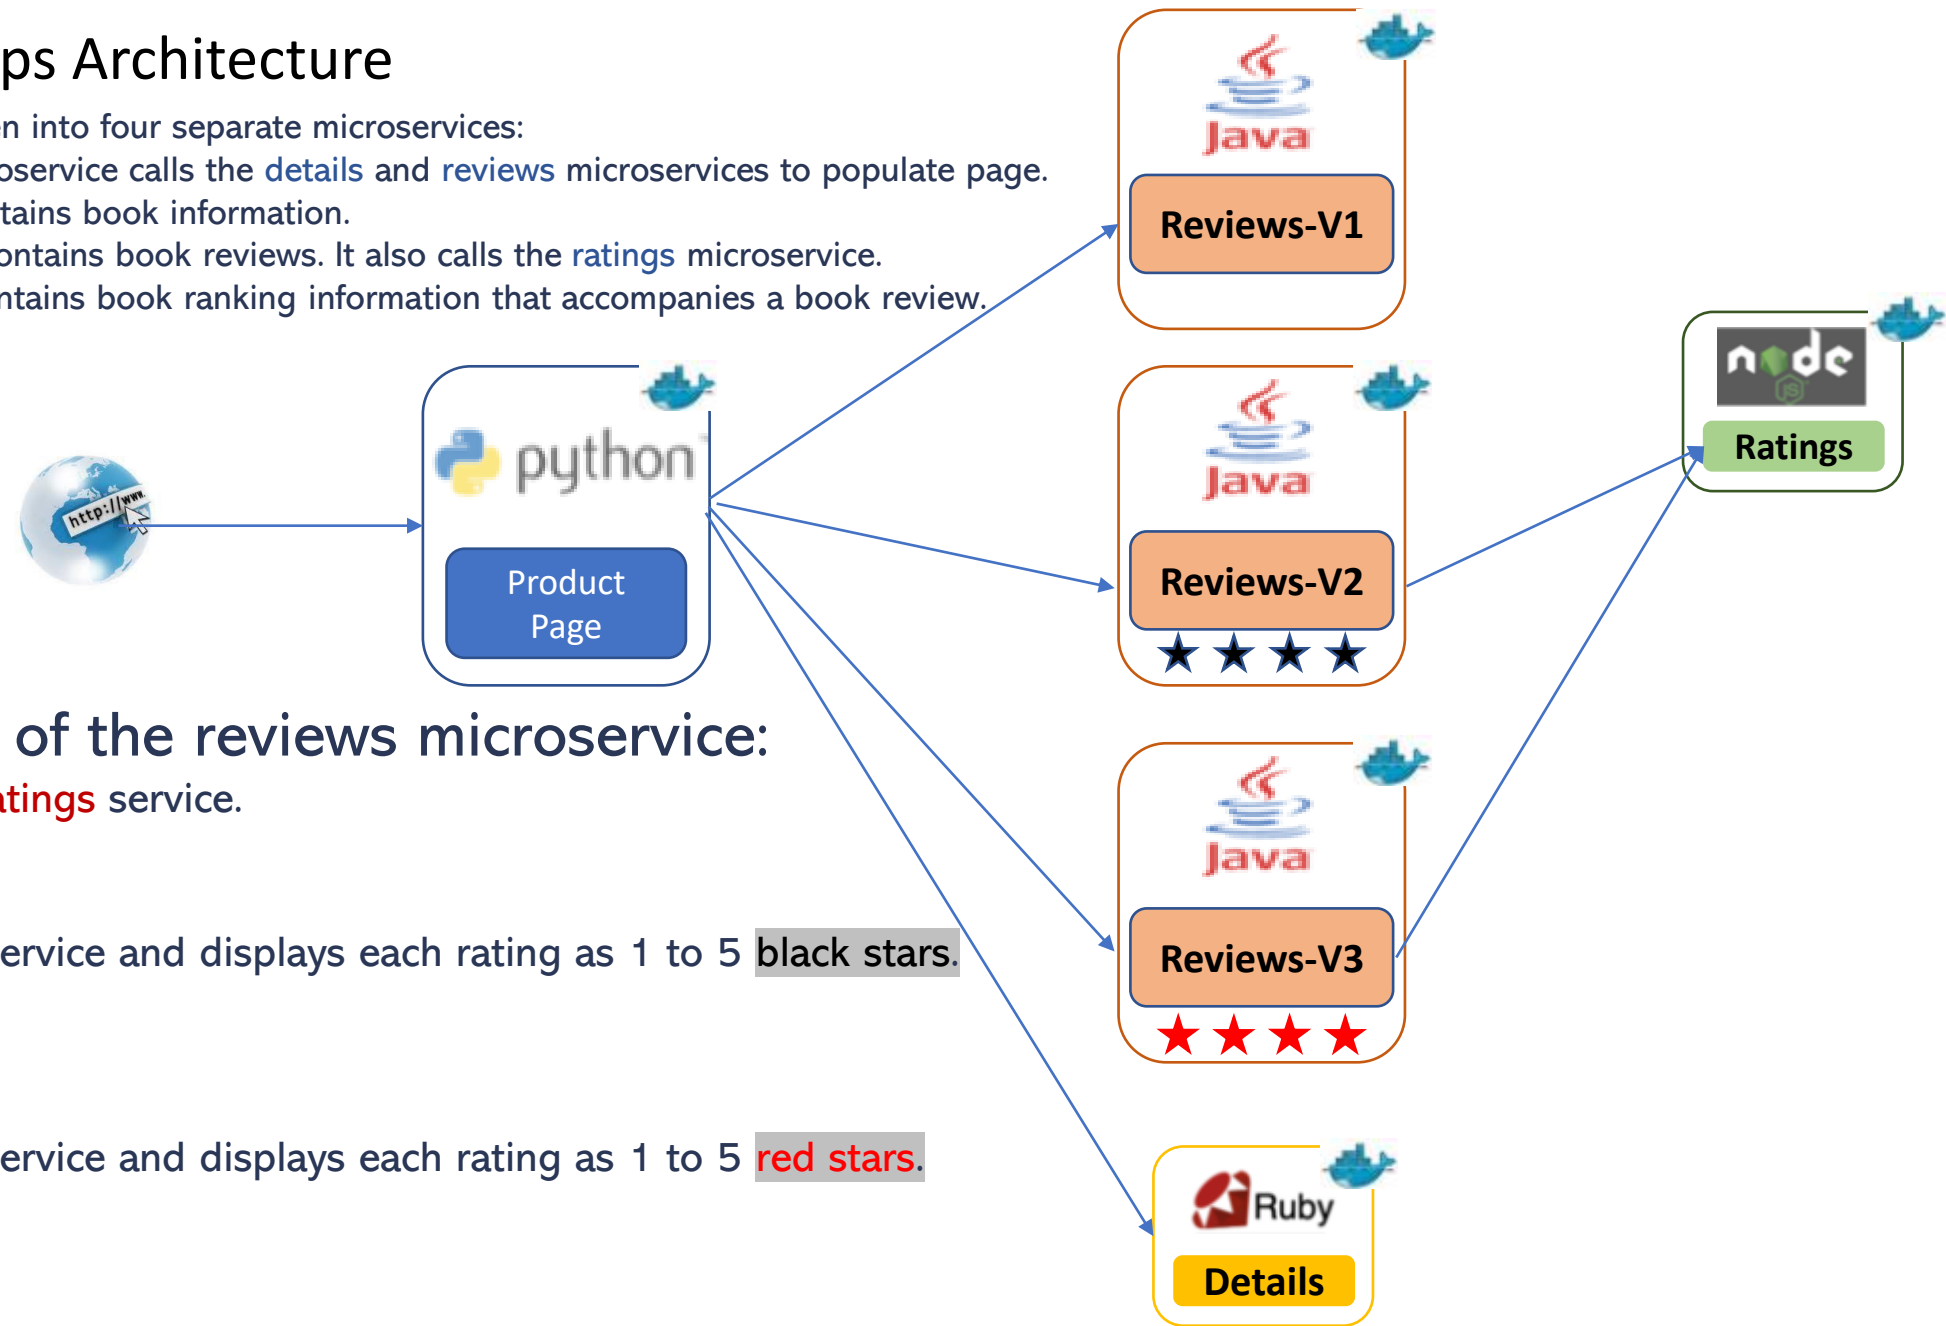 ps Architecture
n into four separate microservices:
oservice calls the details and reviews microservices to populate page.
tains book information.
ontains book reviews. It also calls the ratings microservice.
ntains book ranking information that accompanies a book review.
Java
Reviews-V1
node
JS
Ratings
http://www.
python
Product
Page
Java
Reviews-V2
of the reviews microservice:
atings service.
Java
Reviews-V3
ervice and displays each rating as 1 to 5 black stars.
ervice and displays each rating as 1 to 5 red stars.
Ruby
Details